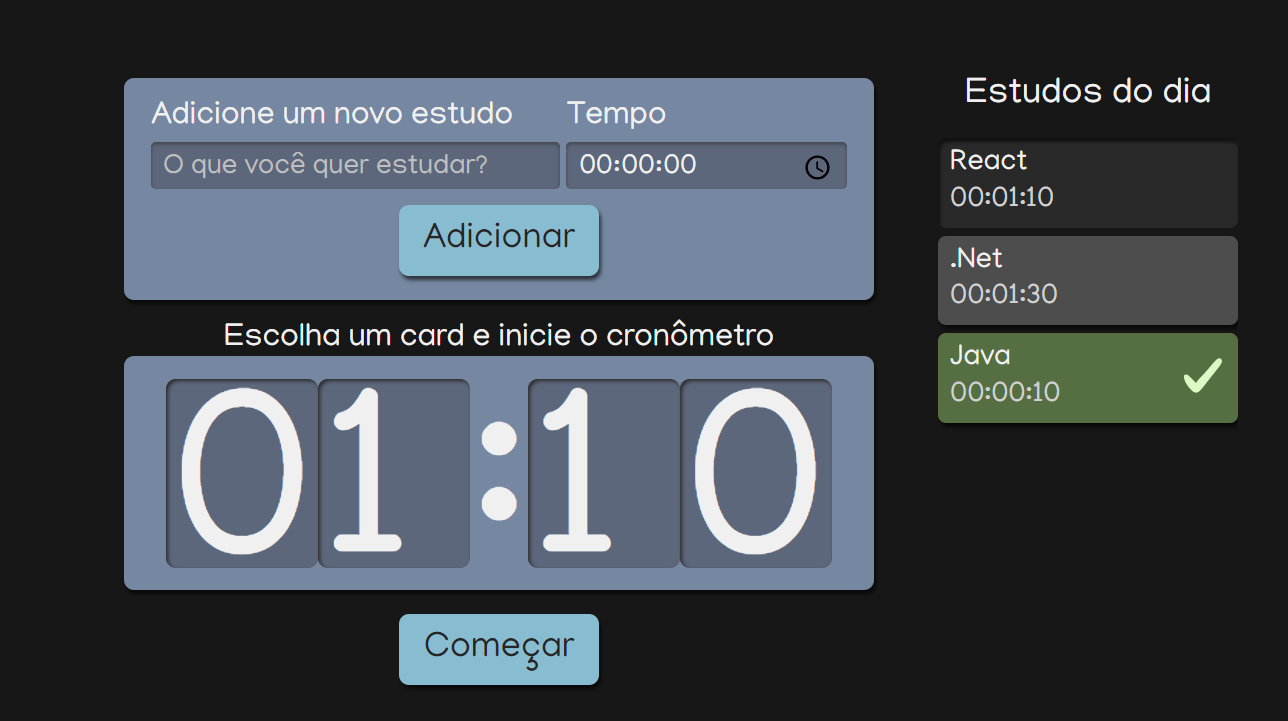 Adicione um novo estudo
Tempo
O que você quer estudar?
00:00:00
Adicionar
Escolha um card e inicie o cronômetro
01:10
Começar
Estudos do dia
React
00:01:10
.Net
00:01:30
Java
00:00:10